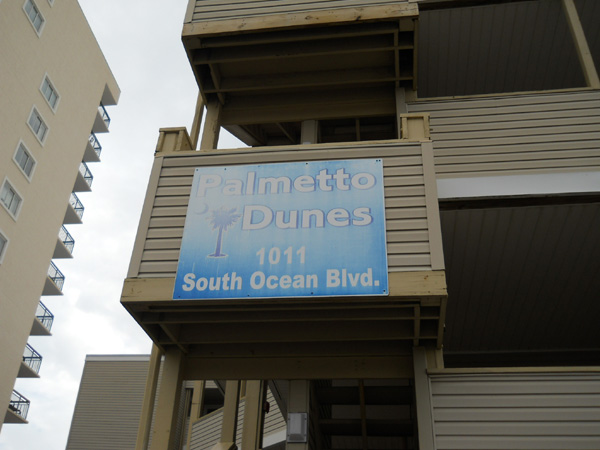 Palmetto
Dunes
1011
South Ocean Blvd.